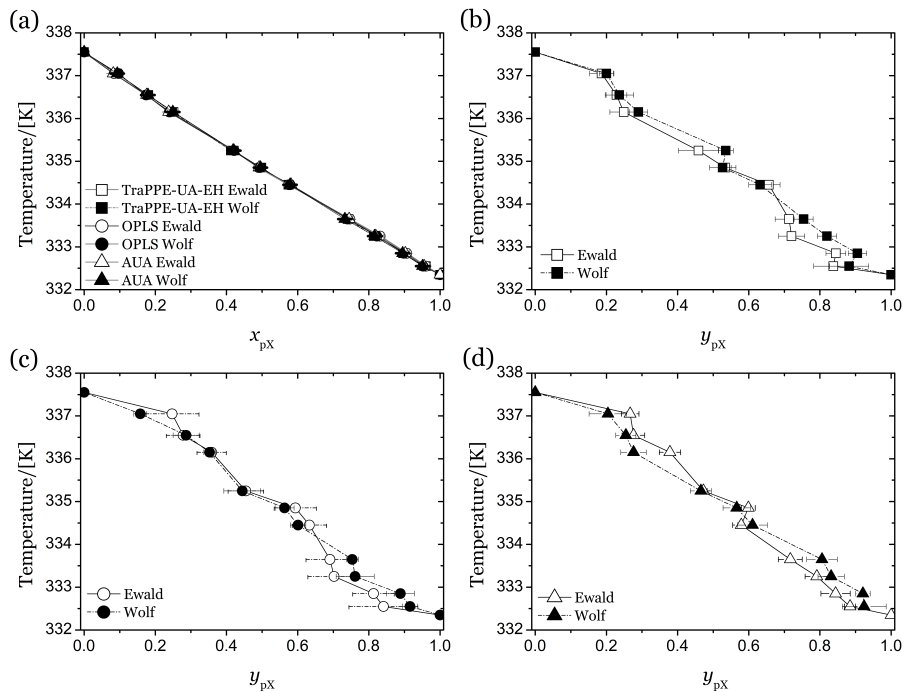 (a)
338
337
336
335
334
333
332
Temperature/[K]
TraPPE-UA-EH Ewald
TraPPE-UA-EH Wolf
OPLS Ewald
OPLS Wolf
AUA Ewald
AUA Wolf
0.0 0.2 0.4 0.6 0.8 1.0
xpX
(b)
338
337
336
335
334
333
332
Temperature/[K]
Ewald
Wolf
0.0 0.2 0.4 0.6 0.8 1.0
ypX
(c)
338
337
336
335
334
333
332
Temperature/[K]
Ewald
Wolf
0.0 0.2 0.4 0.6 0.8 1.0
ypX
(d)
338
337
336
335
334
333
332
Temperature/[K]
Ewald
Wolf
0.0 0.2 0.4 0.6 0.8 1.0
ypX